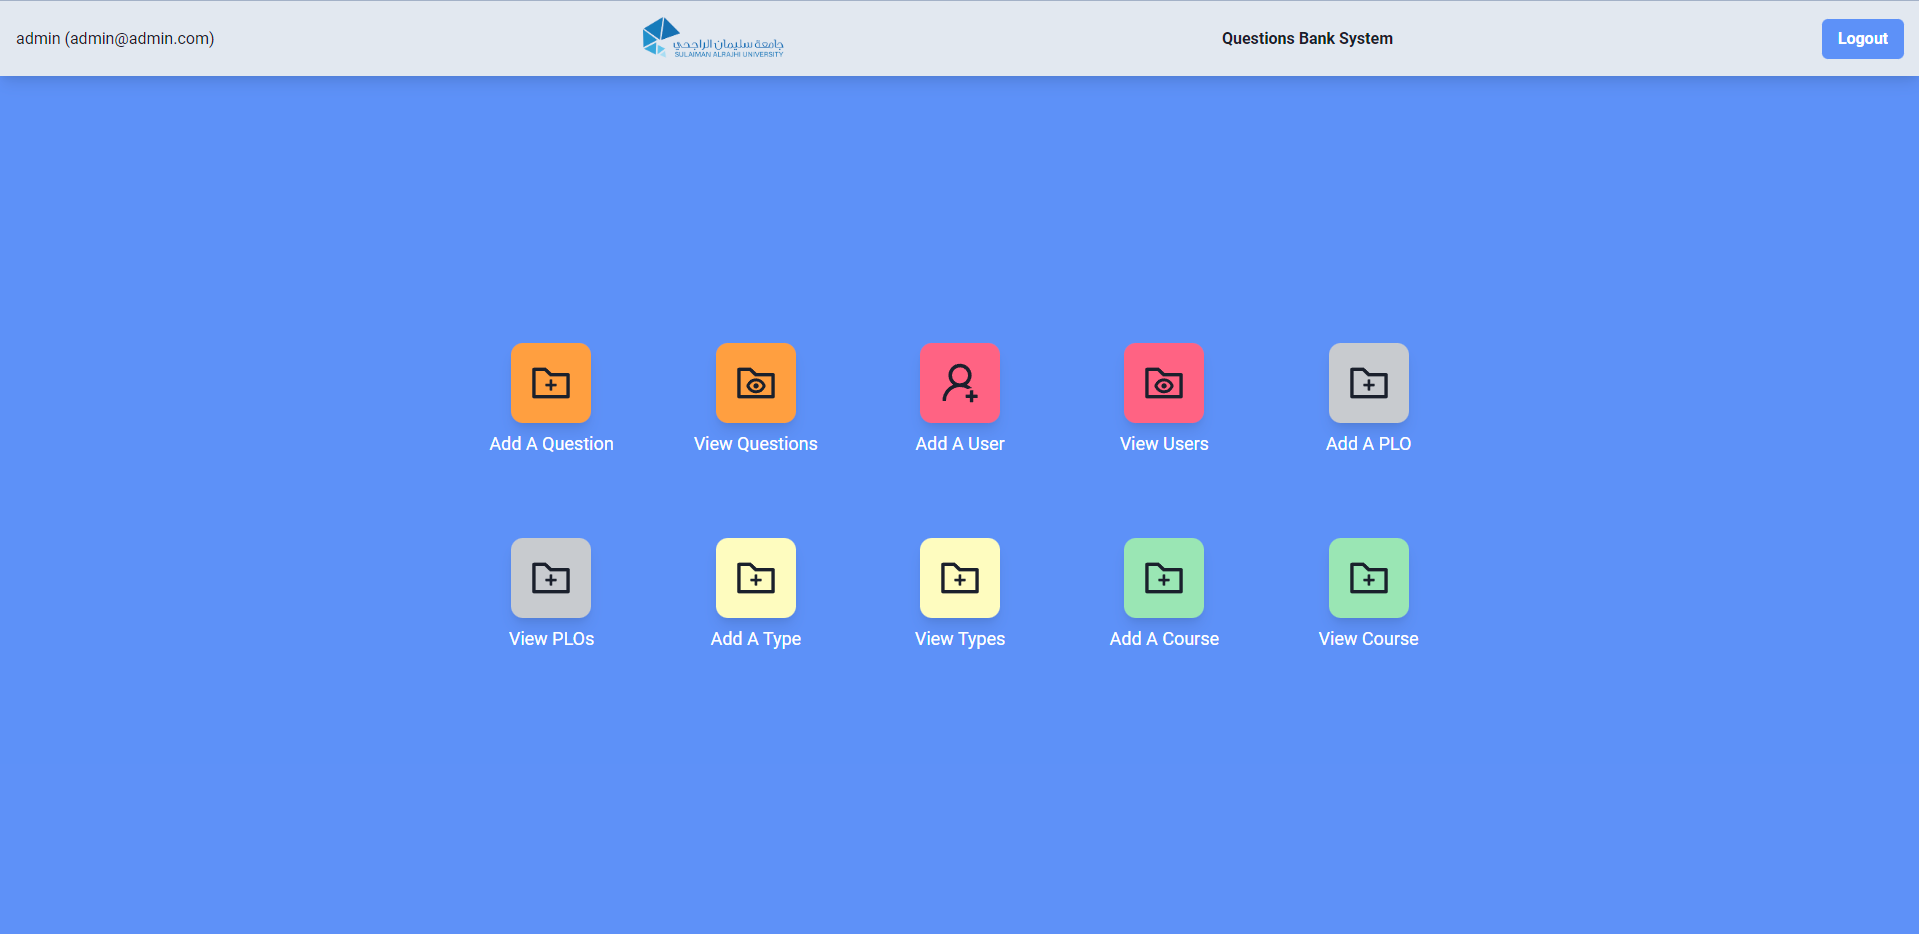 admin (admin@admin.com)
جامعة سليمان الراجحي
SULAIMAN ALRAJHI UNIVERSITY
Questions Bank System
Logout
Add A Question
View Questions
Add A User
View Users
Add A PLO
View PLOs
Add A Type
View Types
Add A Course
View Course